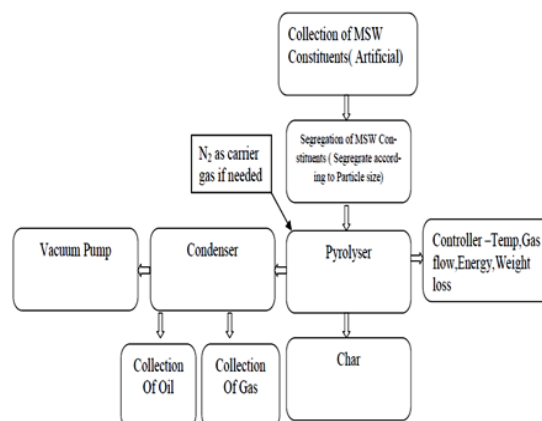 Collection of MSW
Constituents( Artificial)
Segregation of MSW Con-
stituents ( Segregrate accord-
ing to Particle size)
N₂ as carrier
gas if needed
Vacuum Pump
Condenser
Pyrolyser
Controller –Temp,Gas
flow,Energy,Weight
loss
Collection
Of Oil
Collection
Of Gas
Char